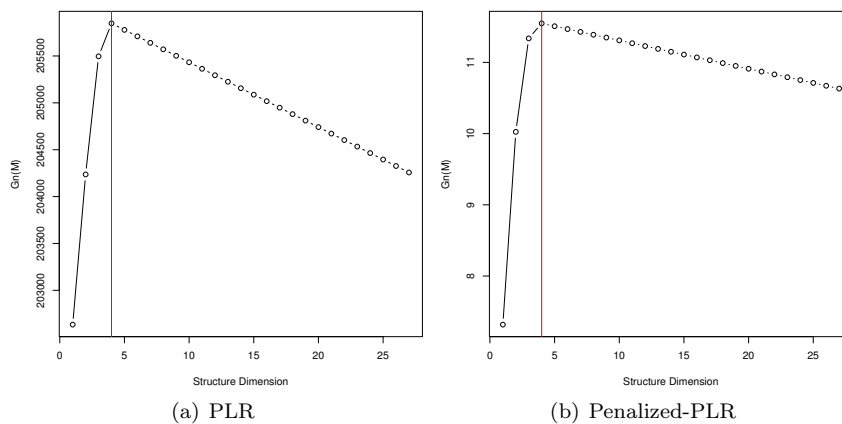 Gn(M)
203000 203500 204000 204500 205000 205500
0 5 10 15 20 25
Structure Dimension
(a) PLR
Gn(M)
8 9 10 11
0 5 10 15 20 25
Structure Dimension
(b) Penalized-PLR